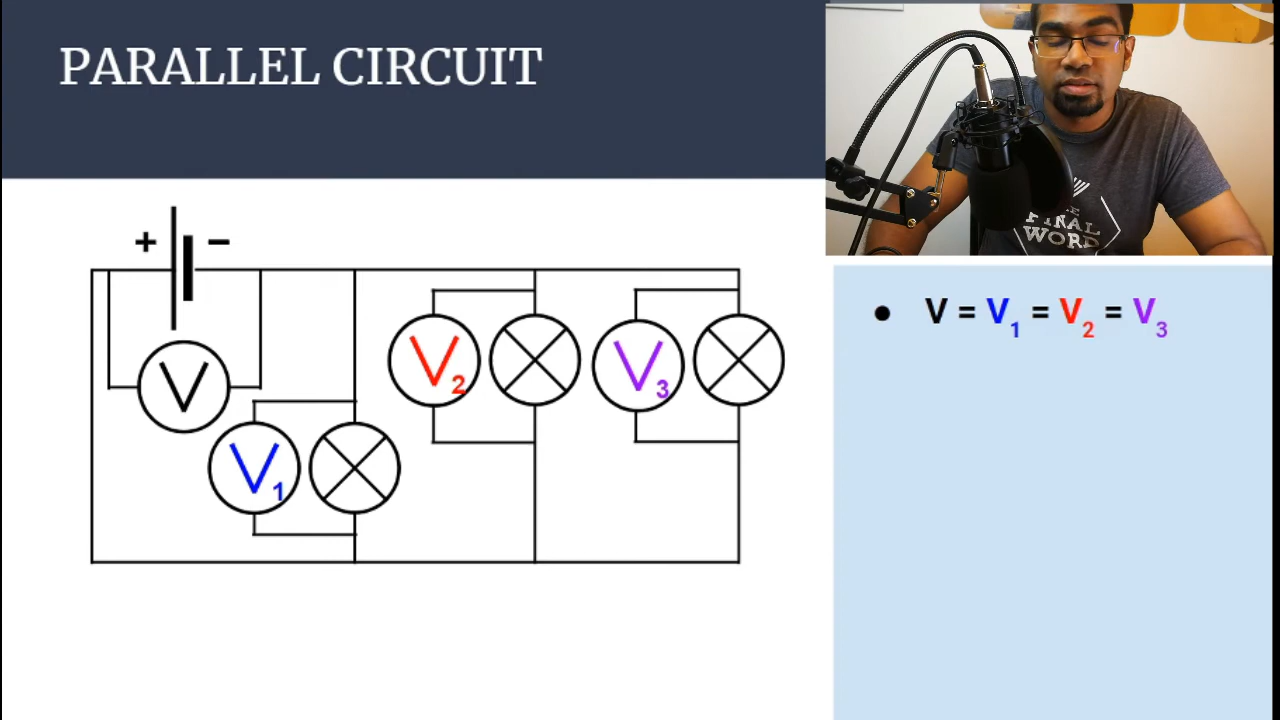 PARALLEL CIRCUIT
+ −
V
V1
V2
V3
FINAL
WORD
• V = V1 = V2 = V3